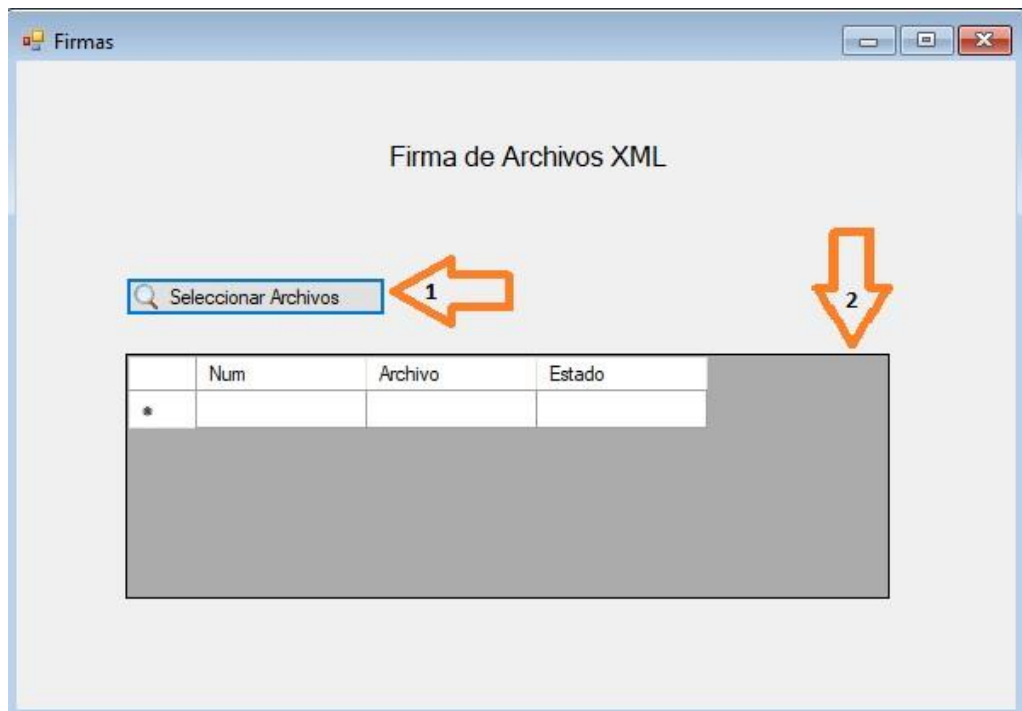 Firmas
Firma de Archivos XML
Seleccionar Archivos
1
2
Num Archivo Estado